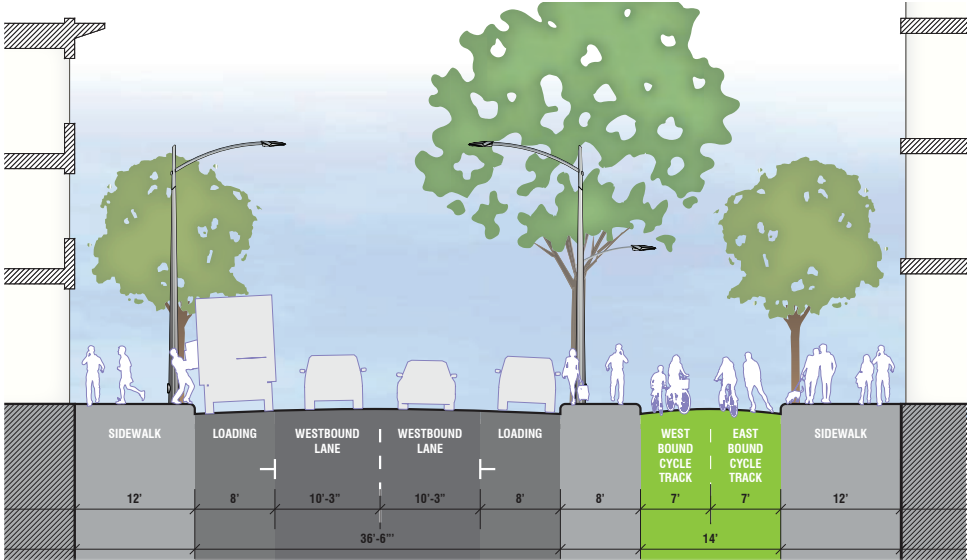 SIDEWALK
LOADING
WESTBOUND
LANE
WESTBOUND
LANE
LOADING
WEST
BOUND
CYCLE
TRACK
EAST
BOUND
CYCLE
TRACK
SIDEWALK
12'
8'
10'-3"
10'-3"
8'
8'
7'
7'
12'
36'-6"'
14'